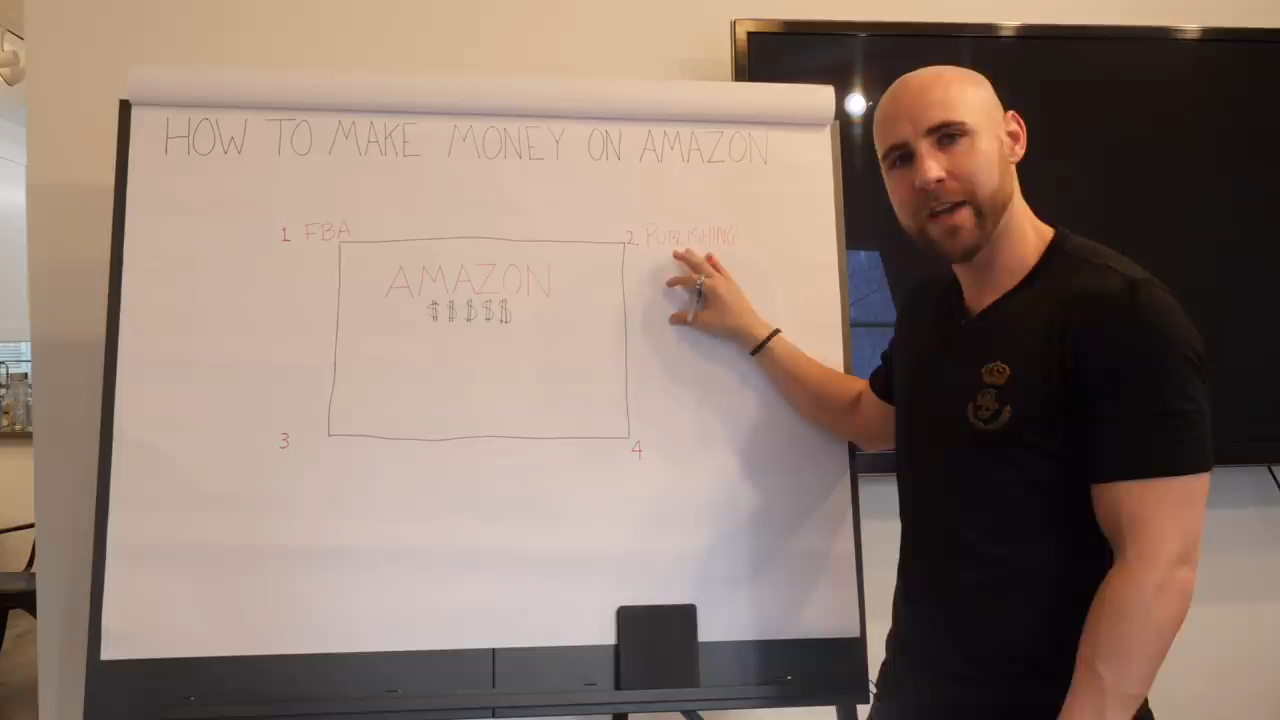 HOW TO MAKE MONEY ON AMAZON
1 FBA
2 PUBLISHING
AMAZON
$$$$$
3
4